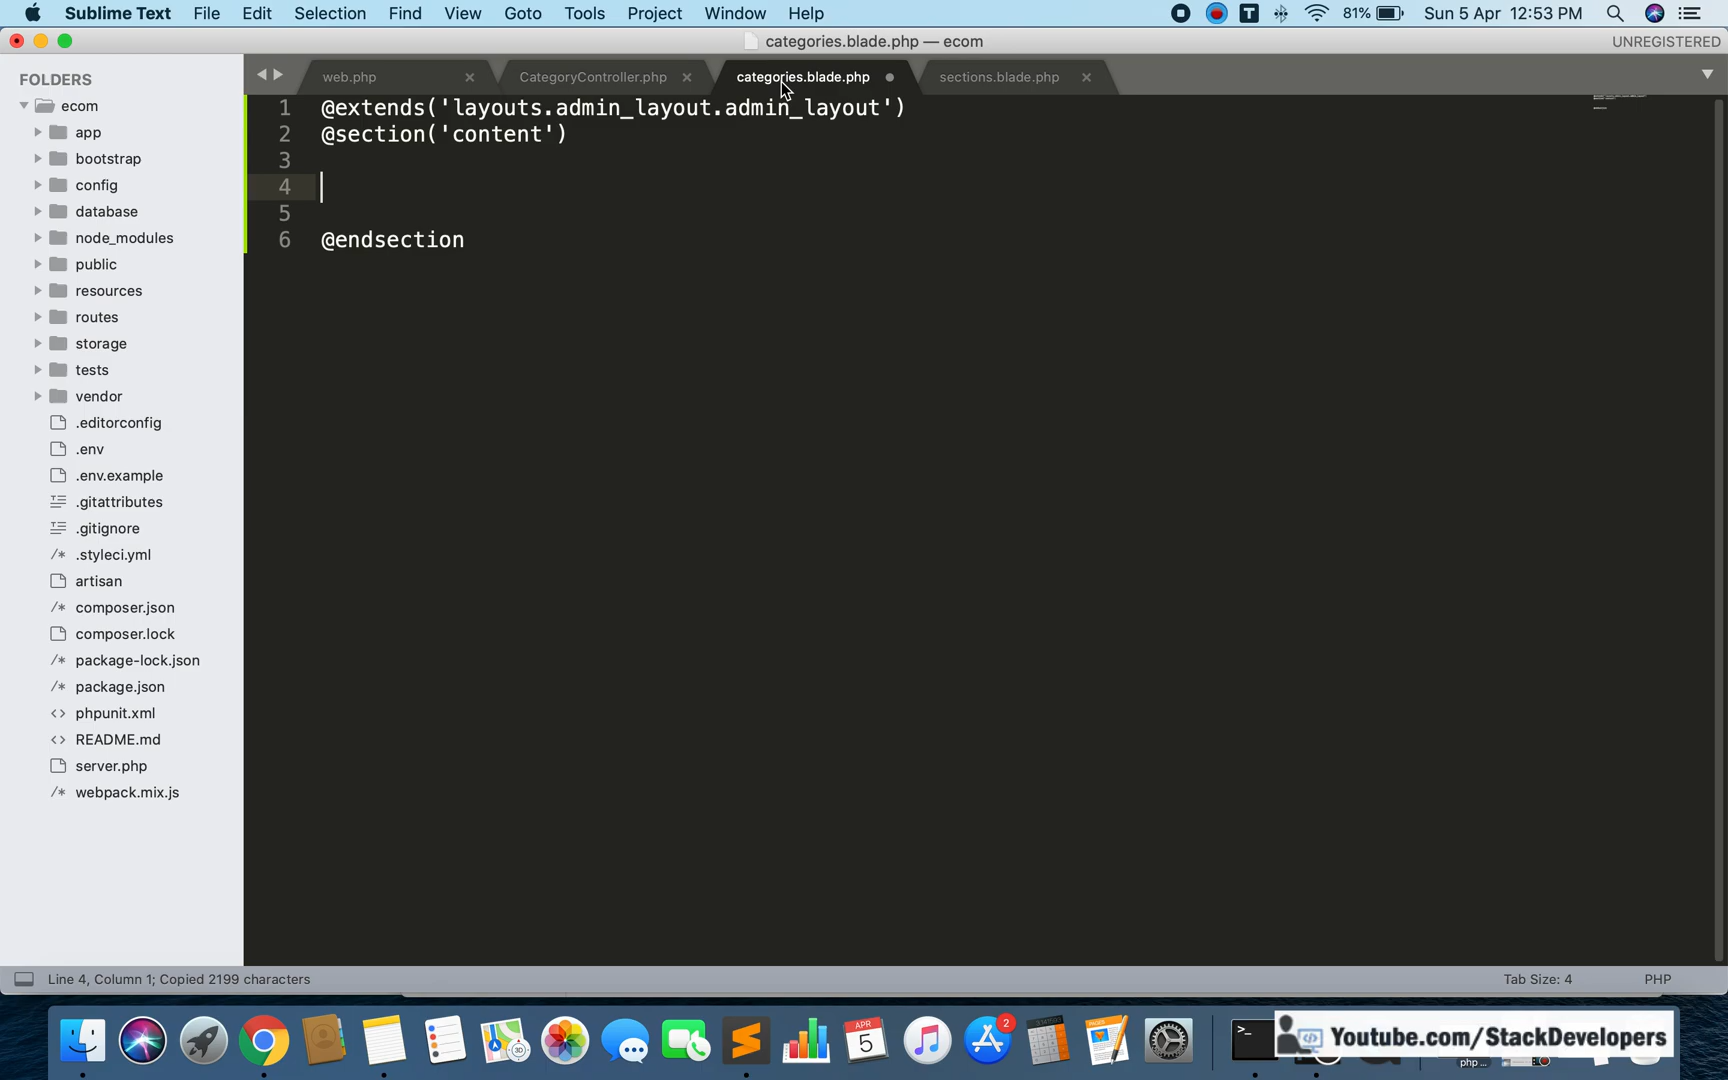 Sublime Text File Edit Selection Find View Goto Tools Project Window Help T 81% Sun 5 Apr 12:53 PM
categories.blade.php — ecom UNREGISTERED
FOLDERS
web.php CategoryController.php categories.blade.php sections.blade.php
ecom
app
bootstrap
config
database
node_modules
public
resources
routes
storage
tests
vendor
.editorconfig
.env
.env.example
.gitattributes
.gitignore
/* .styleci.yml
artisan
/* composer.json
composer.lock
/* package-lock.json
/* package.json
<> phpunit.xml
<> README.md
server.php
/* webpack.mix.js
1 @extends('layouts.admin_layout.admin_layout')
2 @section('content')
3
4
5
6 @endsection
Line 4, Column 1; Copied 2199 characters Tab Size: 4 PHP
3D
APR
5
2
PAGES
>_
Youtube.com/StackDevelopers
php ...